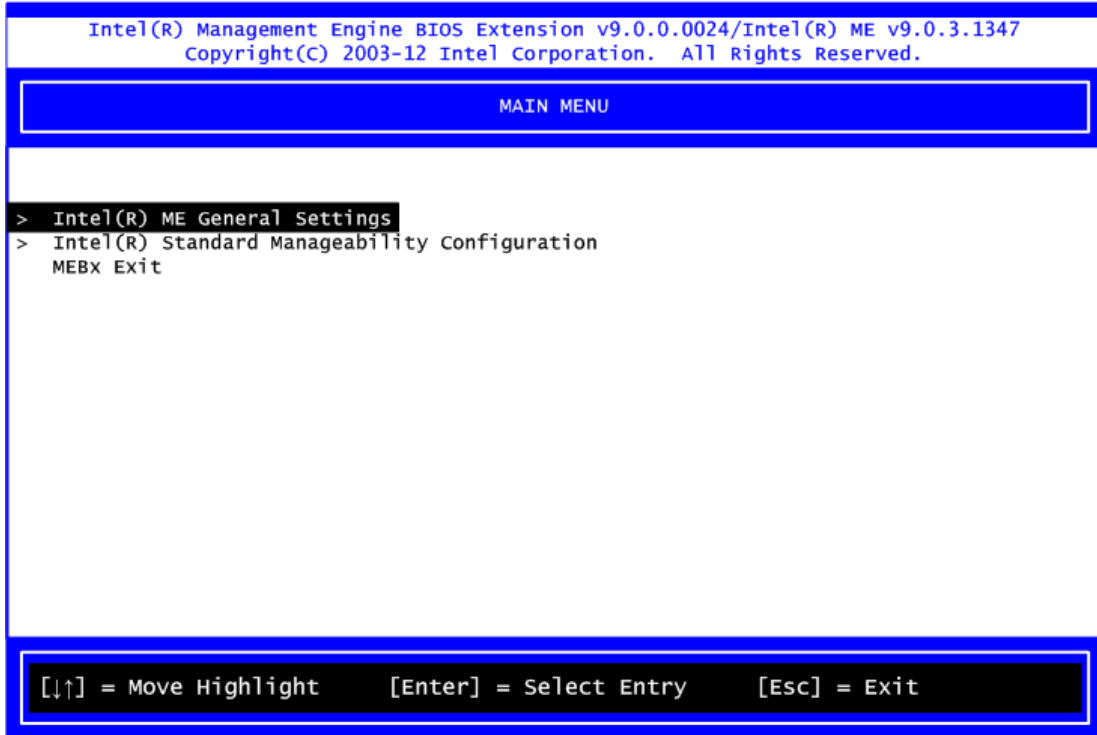 Intel(R) Management Engine BIOS Extension v9.0.0.0024/Intel(R) ME v9.0.3.1347
Copyright(C) 2003-12 Intel Corporation. All Rights Reserved.
MAIN MENU
> Intel(R) ME General Settings
> Intel(R) Standard Manageability Configuration
MEBx Exit
[↓↑] = Move Highlight [Enter] = Select Entry [Esc] = Exit